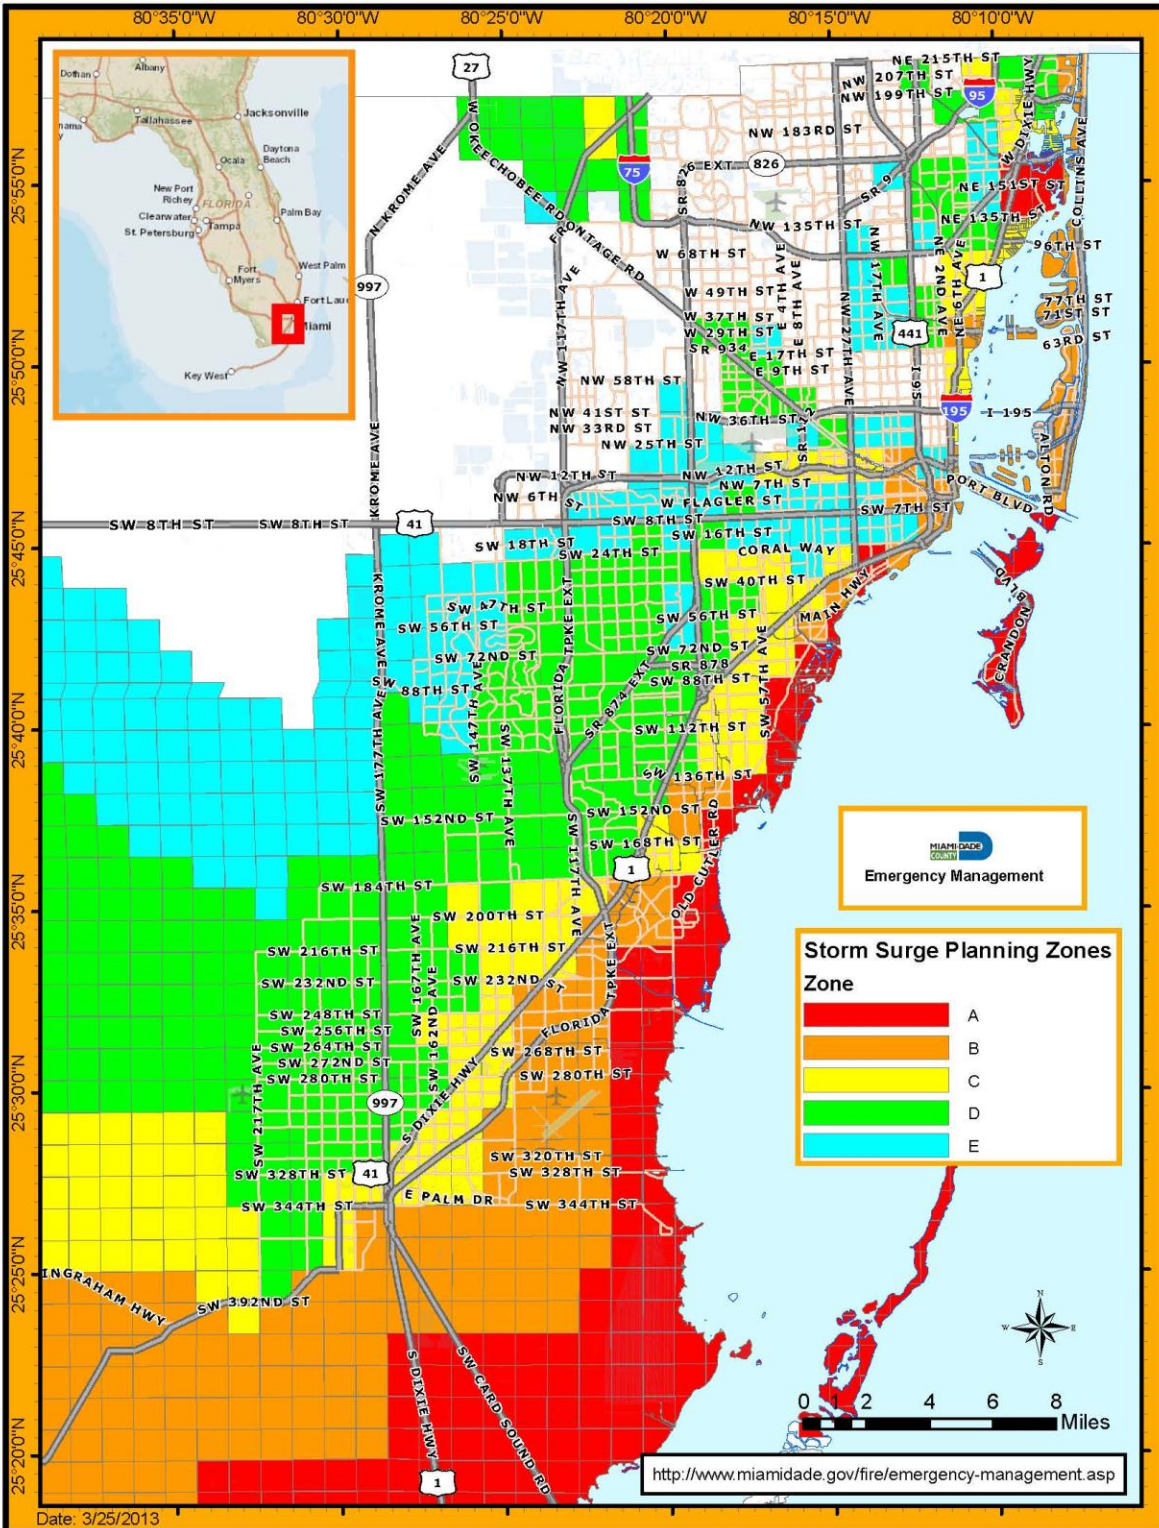 80°35'0"W 80°30'0"W 80°25'0"W 80°20'0"W 80°15'0"W 80°10'0"W
25°55'0"N
25°50'0"N
25°45'0"N
25°40'0"N
25°35'0"N
25°30'0"N
25°25'0"N
25°20'0"N
Dothan
Albany
Jacksonville
Tallahassee
nama
Ocala
Daytona
Beach
New Port
Richey
FLORIDA
Clearwater
Tampa
St. Petersburg
Palm Bay
Fort
Myers
West Palm
Fort Lau
Miami
Key West
27
NE 215TH ST
NW 207TH ST
NW 199TH ST
95
W DIXIE HWY
NW 183RD ST
N KROME AVE
W OKEECHOBEE RD
FRONTAGE RD
75
SR 826 EXT
826
SR 9
NE 151ST ST
NE 135TH ST
COLLINS AVE
NW 135TH ST
96TH ST
W 68TH ST
E 4TH AVE
E 8TH AVE
NW 17TH AVE
NE 2ND AVE
NE 6TH AVE
1
997
NW 117TH AVE
W 49TH ST
W 37TH ST
W 29TH ST
SR 934
E 17TH ST
E 9TH ST
NW 27TH AVE
441
I 95
77TH ST
71ST ST
63RD ST
NW 58TH ST
NW 41ST ST
NW 33RD ST
NW 25TH ST
NW 36TH ST
SR 112
195
I 195
ALTON RD
KROME AVE
NW 12TH ST
NW 12TH ST
NW 7TH ST
NW 6TH ST
W FLAGLER ST
PORT BLVD
SW 8TH ST
SW 8TH ST
41
SW 8TH ST
SW 7TH ST
SW 18TH ST
SW 16TH ST
SW 24TH ST
CORAL WAY
SW 40TH ST
MAIN HWY
CRANDON BLVD
KROME AVE
SW 47TH ST
SW 56TH ST
SW 56TH ST
SW 72ND ST
SW 72ND ST
SR 878
SW 88TH ST
SW 88TH ST
SW 57TH AVE
SW 147TH AVE
FLORIDA TPKE EXT
SR 874 EXT
SW 112TH ST
SW 177TH AVE
SW 137TH AVE
SW 136TH ST
SW 152ND ST
SW 152ND ST
SW 117TH AVE
SW 168TH ST
OLD CUTLER RD
1
SW 184TH ST
SW 200TH ST
SW 216TH ST
SW 167TH AVE
SW 216TH ST
SW 232ND ST
SW 162ND AVE
SW 232ND ST
FLORIDA TPKE EXT
SW 248TH ST
SW 256TH ST
SW 264TH ST
SW 272ND ST
SW 280TH ST
SW 268TH ST
SW 280TH ST
SW 217TH AVE
997
S DIXIE HWY
SW 328TH ST
41
SW 320TH ST
SW 328TH ST
SW 344TH ST
E PALM DR
SW 344TH ST
INGRAHAM HWY
SW 392ND ST
S DIXIE HWY
SW CARD SOUND RD
1
MIAMI-DADE
COUNTY
Emergency Management
Storm Surge Planning Zones
Zone
A
B
C
D
E
N
W E
S
0 1 2 4 6 8
Miles
http://www.miamidade.gov/fire/emergency-management.asp
Date: 3/25/2013